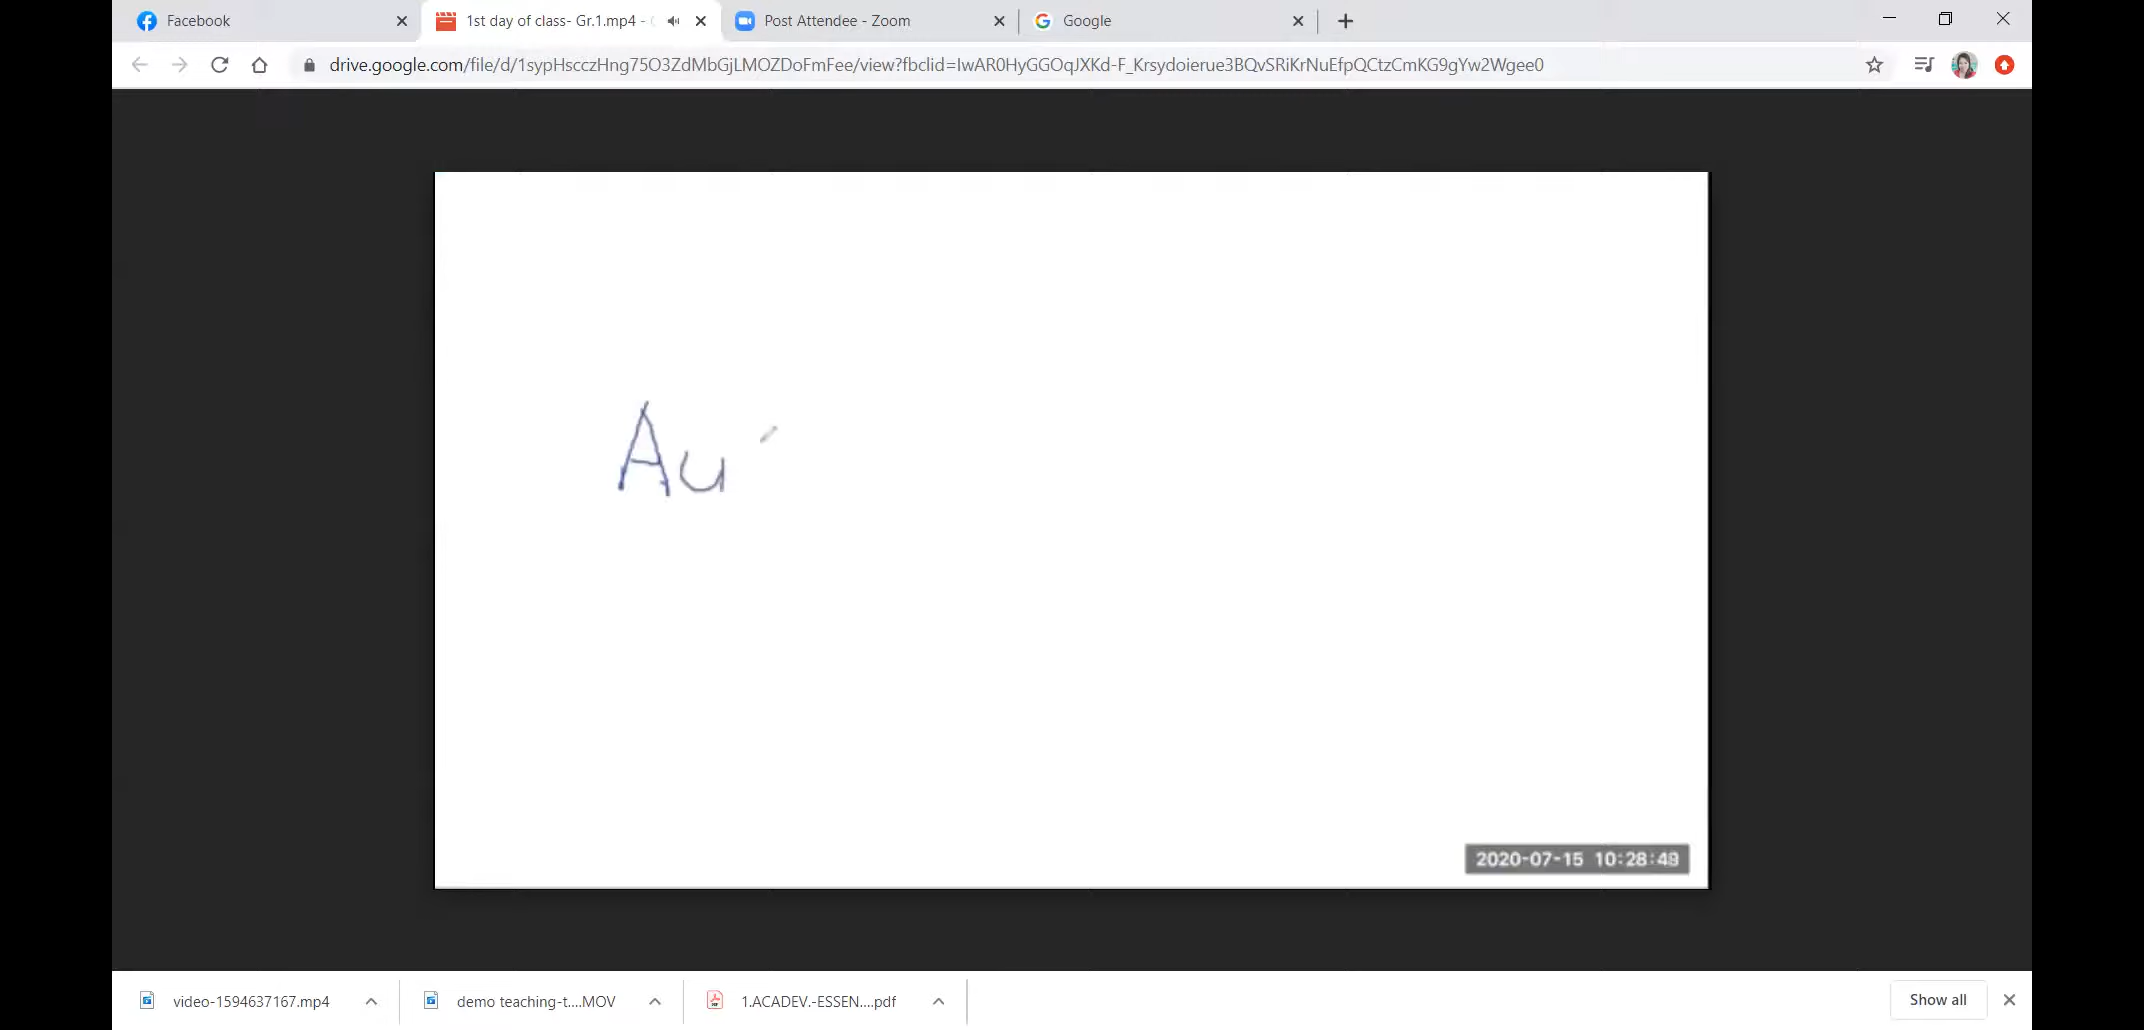 Facebook
1st day of class- Gr.1.mp4 -
Post Attendee - Zoom
Google
drive.google.com/file/d/1sypHscczHng75O3ZdMbGjLMOZDoFmFee/view?fbclid=IwAR0HyGGOqJXKd-F_Krsydoierue3BQvSRiKrNuEfpQCtzCmKG9gYw2Wgee0
Au
2020-07-15 10:28:49
video-1594637167.mp4
demo teaching-t....MOV
1.ACADEV.-ESSEN....pdf
Show all